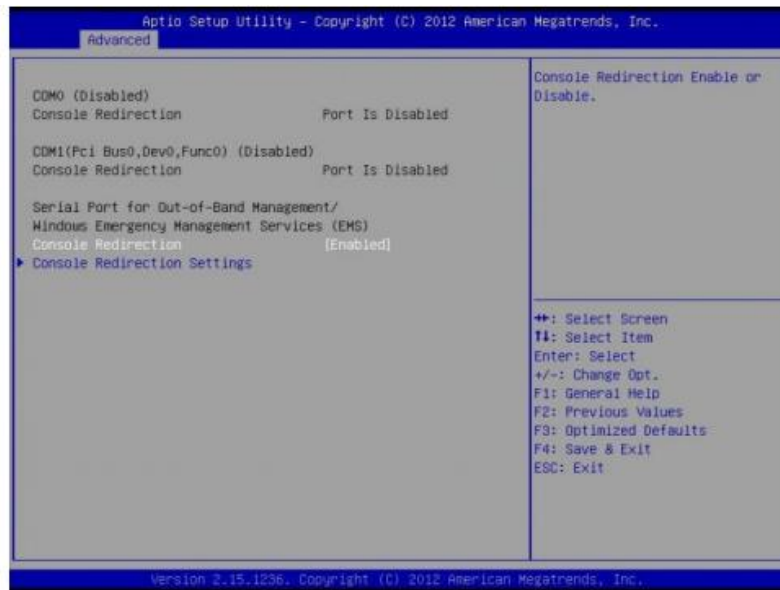 Aptio Setup Utility – Copyright (C) 2012 American Megatrends, Inc.
Advanced
COM0 (Disabled)
Console Redirection Port Is Disabled
COM1(Pci Bus0,Dev0,Func0) (Disabled)
Console Redirection Port Is Disabled
Serial Port for Out-of-Band Management/
Windows Emergency Management Services (EMS)
Console Redirection [Enabled]
Console Redirection Settings
Console Redirection Enable or
Disable.
: Select Screen
↑↓: Select Item
Enter: Select
+/-: Change Opt.
F1: General Help
F2: Previous Values
F3: Optimized Defaults
F4: Save & Exit
ESC: Exit
Version 2.15.1236. Copyright (C) 2012 American Megatrends, Inc.